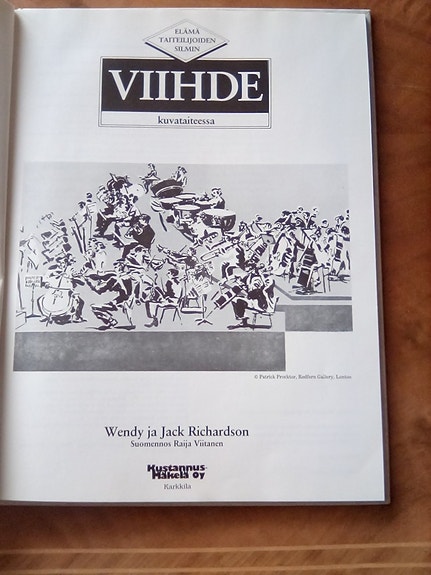 ELÄMÄ
TAITEILIJOIDEN
SILMIN
VIIHDE
kuvataiteessa
© Patrick Procktor, Redfern Gallery, Lontoo
Wendy ja Jack Richardson
Suomennos Raija Viitanen
Kustannus-
Mäkelä Oy
Karkkila